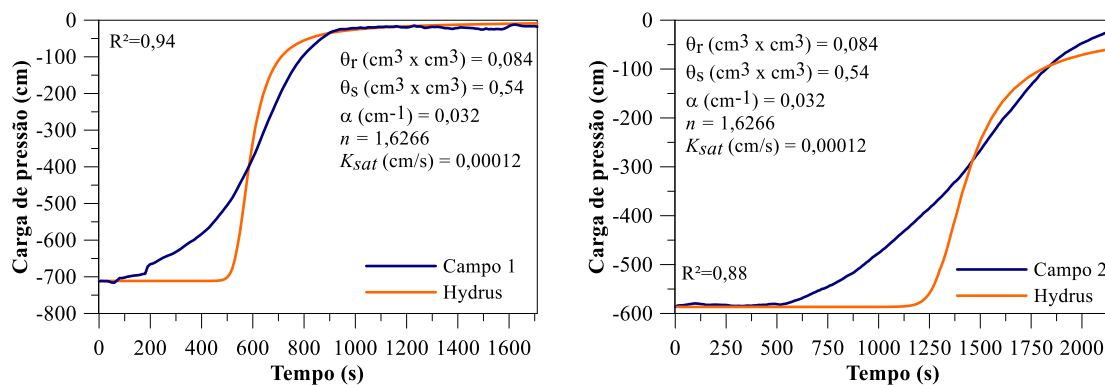 R²=0,94
θr (cm³ x cm³) = 0,084
θs (cm³ x cm³) = 0,54
α (cm-1) = 0,032
n = 1,6266
Ksat (cm/s) = 0,00012
Campo 1
Hydrus
Carga de pressão (cm)
0
-100
-200
-300
-400
-500
-600
-700
-800
0 200 400 600 800 1000 1200 1400 1600
Tempo (s)
θr (cm³ x cm³) = 0,084
θs (cm³ x cm³) = 0,54
α (cm-1) = 0,032
n = 1,6266
Ksat (cm/s) = 0,00012
R²=0,88
Campo 2
Hydrus
Carga de pressão (cm)
0
-100
-200
-300
-400
-500
-600
0 250 500 750 1000 1250 1500 1750 2000
Tempo (s)